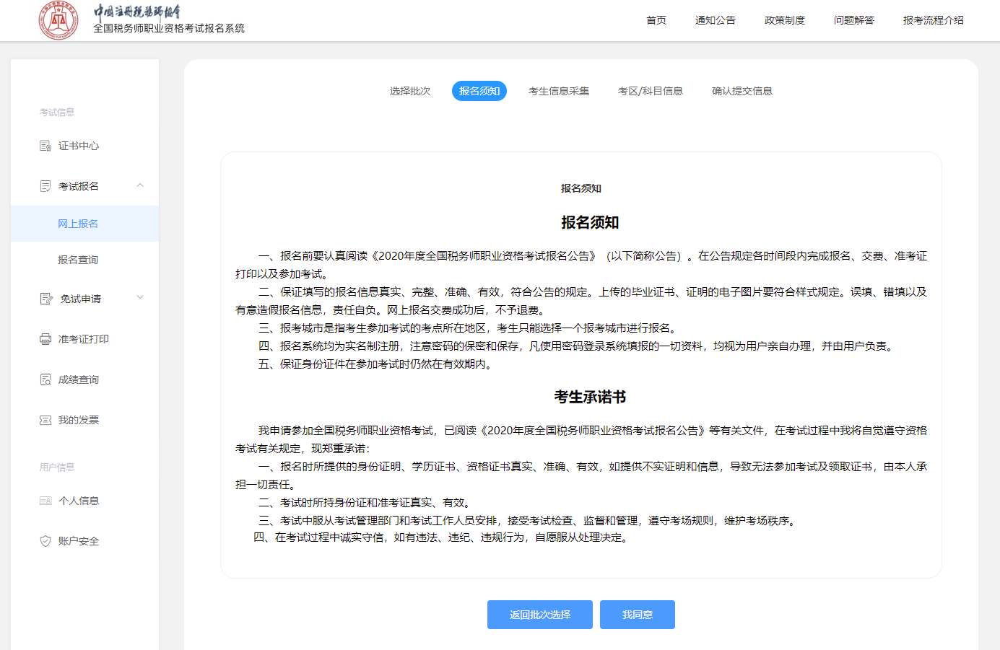 中国注册税务师协会
全国税务师职业资格考试报名系统
首页
通知公告
政策制度
问题解答
报考流程介绍
考试信息
证书中心
考试报名
网上报名
报名查询
免试申请
准考证打印
成绩查询
我的发票
用户信息
个人信息
账户安全
选择批次
报名须知
考生信息采集
考区/科目信息
确认提交信息
报名须知
报名须知
一、报名前要认真阅读《2020年度全国税务师职业资格考试报名公告》（以下简称公告）。在公告规定各时间段内完成报名、交费、准考证
打印以及参加考试。
二、保证填写的报名信息真实、完整、准确、有效，符合公告的规定。上传的毕业证书、证明的电子图片要符合样式规定。误填、错填以及
有意造假报名信息，责任自负。网上报名交费成功后，不予退费。
三、报考城市是指考生参加考试的考点所在地区，考生只能选择一个报考城市进行报名。
四、报名系统均为实名制注册，注意密码的保密和保存，凡使用密码登录系统填报的一切资料，均视为用户亲自办理，并由用户负责。
五、保证身份证件在参加考试时仍然在有效期内。
考生承诺书
我申请参加全国税务师职业资格考试，已阅读《2020年度全国税务师职业资格考试报名公告》等有关文件，在考试过程中我将自觉遵守资格
考试有关规定，现郑重承诺：
一、报名时所提供的身份证明、学历证书、资格证书真实、准确、有效，如提供不实证明和信息，导致无法参加考试及领取证书，由本人承
担一切责任。
二、考试时所持身份证和准考证真实、有效。
三、考试中服从考试管理部门和考试工作人员安排，接受考试检查、监督和管理，遵守考场规则，维护考场秩序。
四、在考试过程中诚实守信，如有违法、违纪、违规行为，自愿服从处理决定。
返回批次选择
我同意